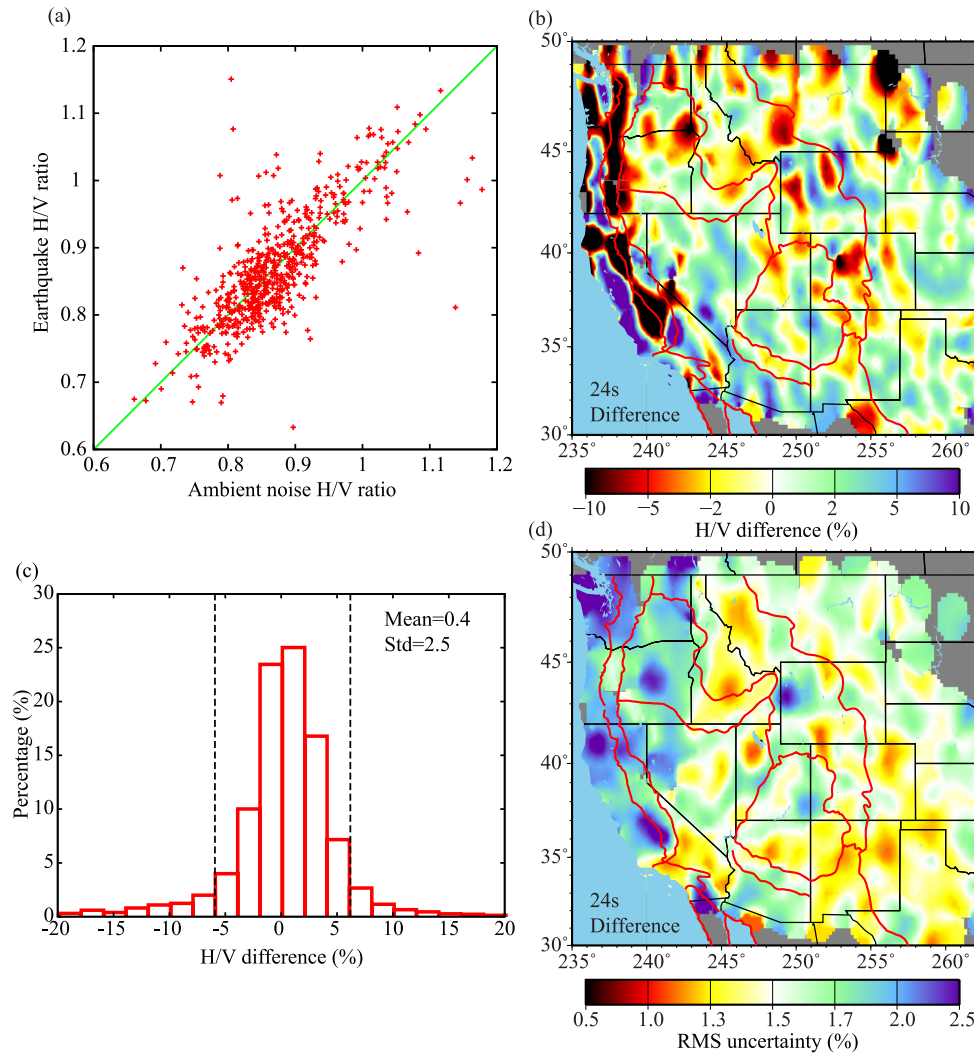 (a)
1.2
1.1
1
0.9
0.8
0.7
0.6
0.6 0.7 0.8 0.9 1 1.1 1.2
Earthquake H/V ratio
Ambient noise H/V ratio
(b)
50°
45°
40°
35°
30°
235° 240° 245° 250° 255° 260°
24s
Difference
−10 −5 −2 0 2 5 10
H/V difference (%)
(c)
30
25
20
15
10
5
0
-20 -15 -10 -5 0 5 10 15 20
Percentage (%)
H/V difference (%)
Mean=0.4
Std=2.5
(d)
50°
45°
40°
35°
30°
235° 240° 245° 250° 255° 260°
24s
Difference
0.5 1.0 1.3 1.5 1.7 2.0 2.5
RMS uncertainty (%)